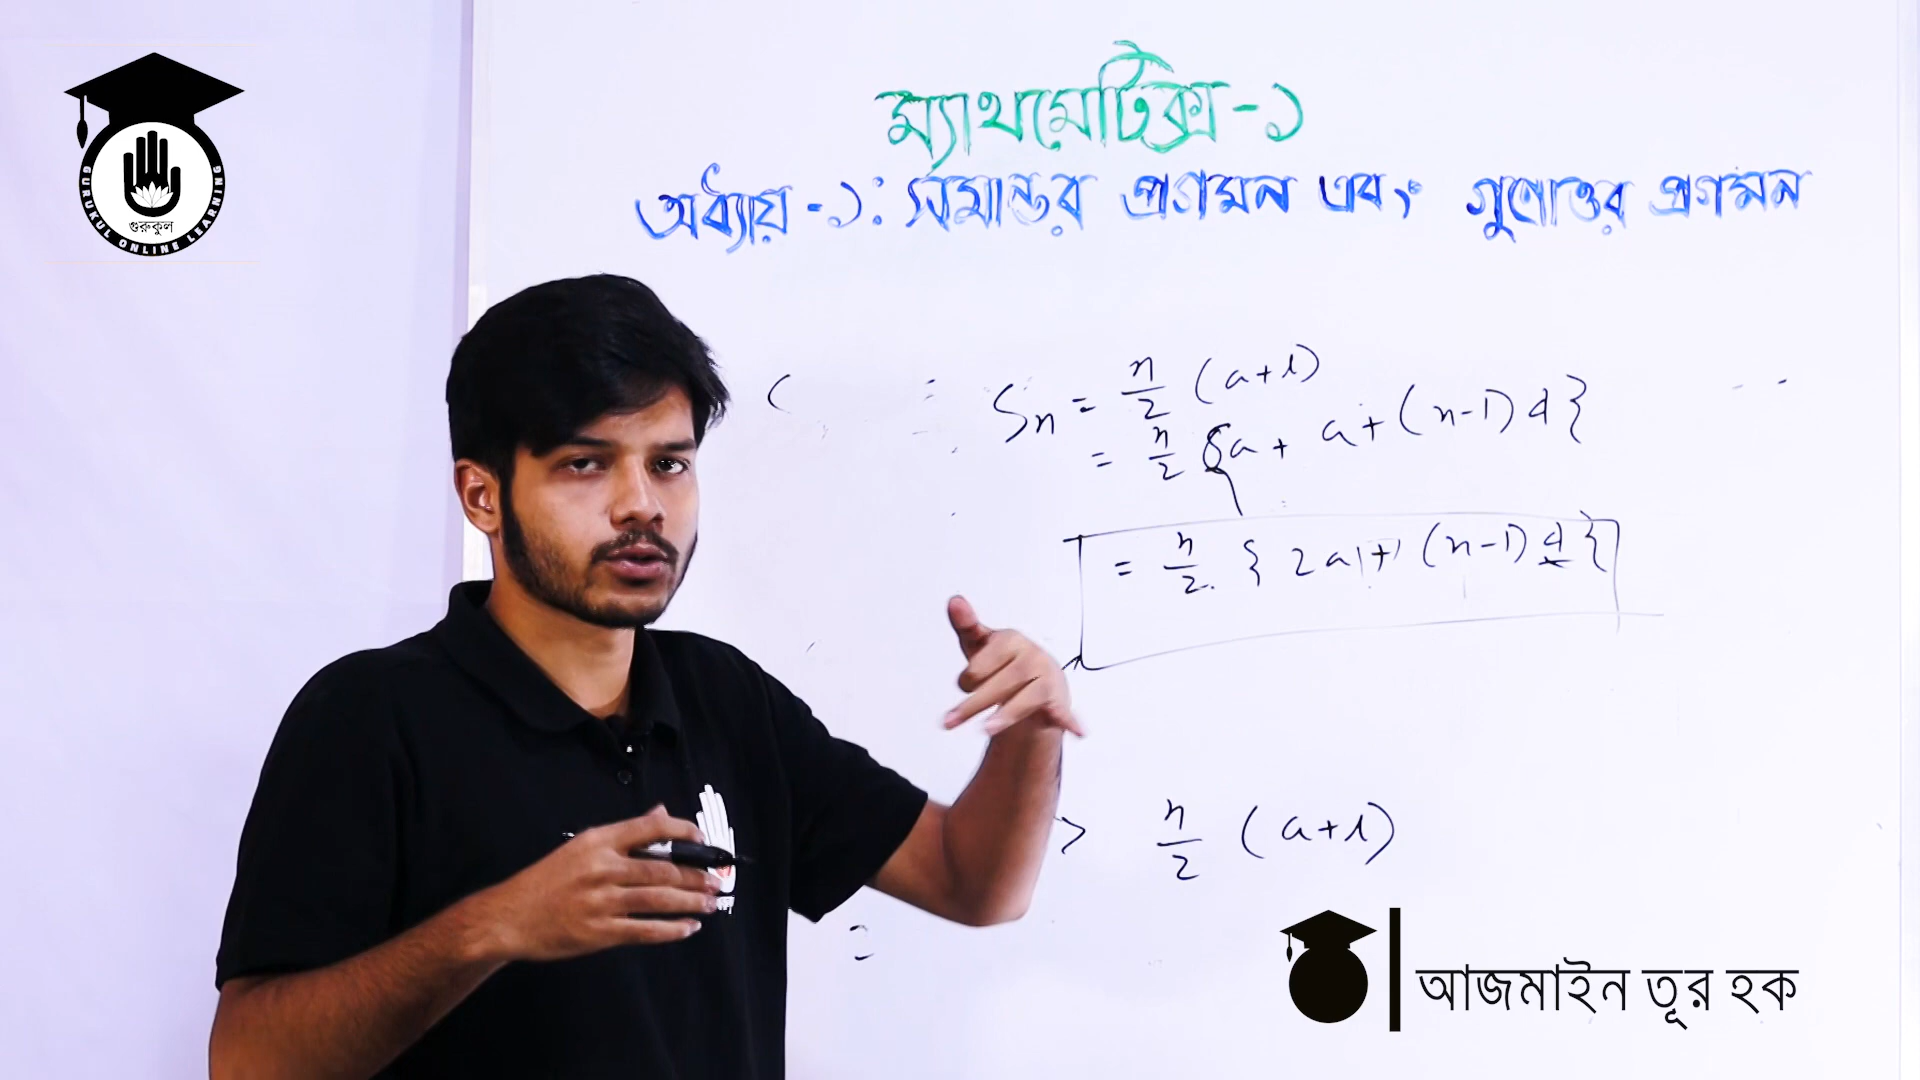 GURUKUL ONLINE LEARNING
গুরুকুল
ম্যাথমেটিক্স -১
অধ্যায় -১: সমান্তর প্রগমন এবং গুণোত্তর প্রগমন
Sn = n/2 (a+l)
= n/2 {a + a + (n-1) d}
= n/2 { 2a + (n-1) d }
> n/2 (a+l)
=
আজমাইন তূর হক